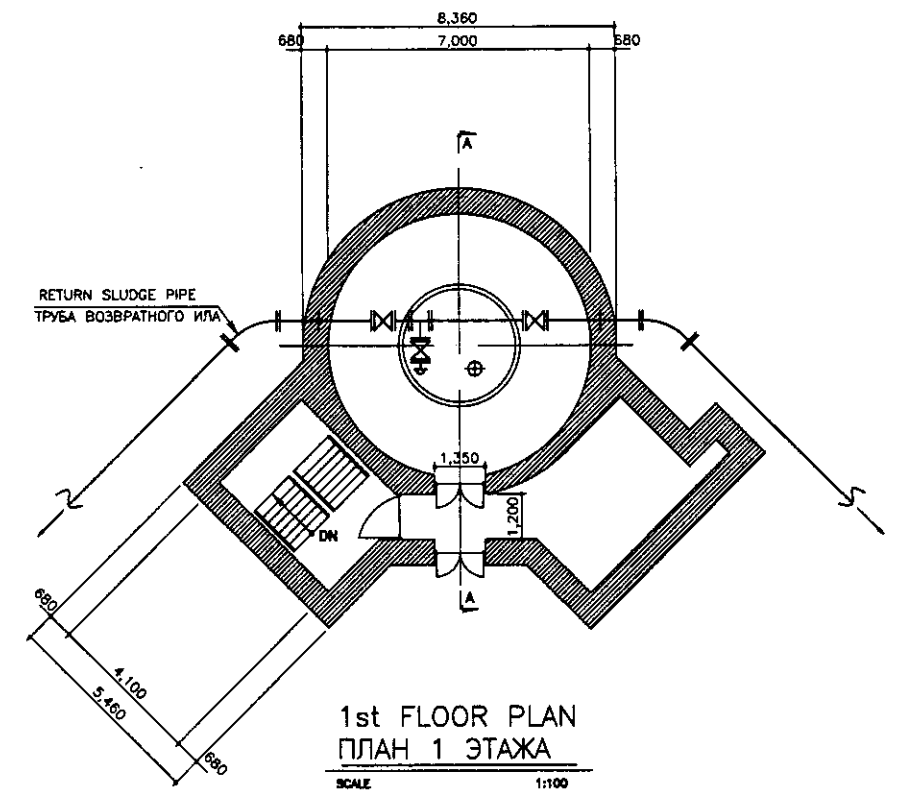 8,360
680
7,000
680
A
RETURN SLUDGE PIPE
ТРУБА ВОЗВРАТНОГО ИЛА
1,350
1,200
DN
A
680
4,100
5,460
680
1st FLOOR PLAN
ПЛАН 1 ЭТАЖА
SCALE 1:100